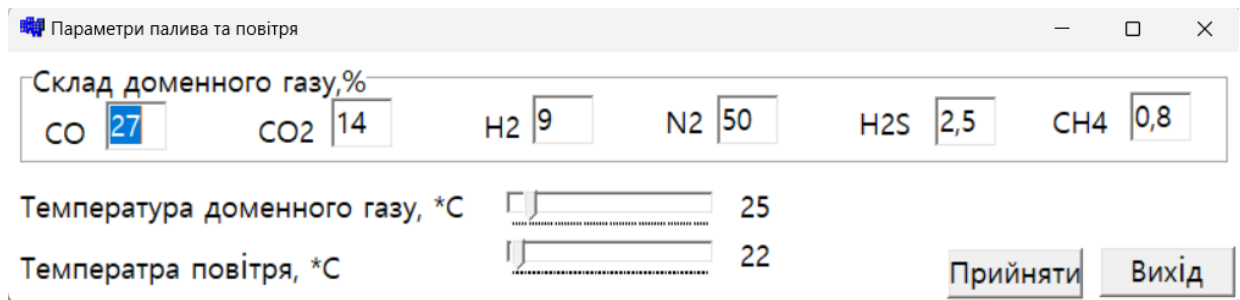 Параметри палива та повітря
Склад доменного газу,%
CO 27 CO2 14 H2 9 N2 50 H2S 2,5 CH4 0,8
Температура доменного газу, *С 25
Температра повітря, *С 22
Прийняти Вихід